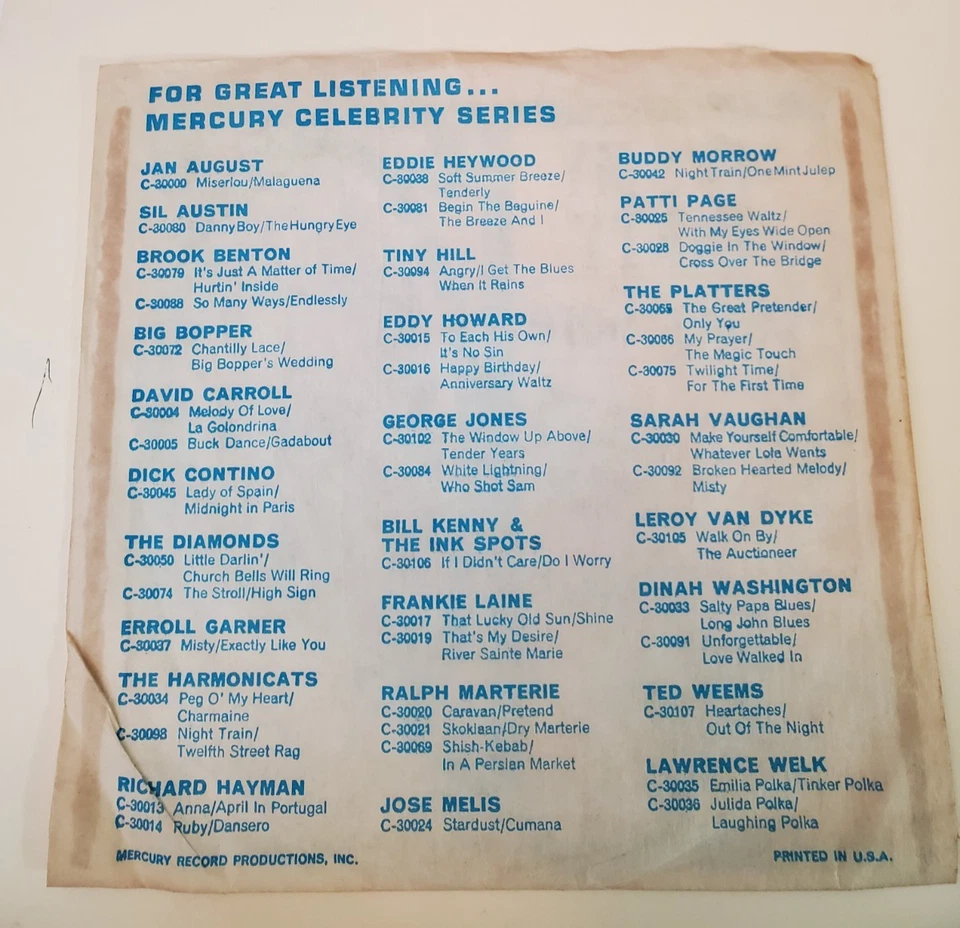 FOR GREAT LISTENING...
MERCURY CELEBRITY SERIES
JAN AUGUST
C-30000 Miserlou/Malaguena
SIL AUSTIN
C-30080 Danny Boy/The Hungry Eye
BROOK BENTON
C-30079 It's Just A Matter of Time/
Hurtin' Inside
C-30088 So Many Ways/Endlessly
BIG BOPPER
C-30072 Chantilly Lace/
Big Bopper's Wedding
DAVID CARROLL
C-30004 Melody Of Love/
La Golondrina
C-30005 Buck Dance/Gadabout
DICK CONTINO
C-30045 Lady of Spain/
Midnight in Paris
THE DIAMONDS
C-30050 Little Darlin'/
Church Bells Will Ring
C-30074 The Stroll/High Sign
ERROLL GARNER
C-30037 Misty/Exactly Like You
THE HARMONICATS
C-30034 Peg O' My Heart/
Charmaine
C-30098 Night Train/
Twelfth Street Rag
RICHARD HAYMAN
C-30013 Anna/April In Portugal
C-30014 Ruby/Dansero
EDDIE HEYWOOD
C-30038 Soft Summer Breeze/
Tenderly
C-30081 Begin The Beguine/
The Breeze And I
TINY HILL
C-30094 Angry/I Get The Blues
When It Rains
EDDY HOWARD
C-30015 To Each His Own/
It's No Sin
C-30016 Happy Birthday/
Anniversary Waltz
GEORGE JONES
C-30102 The Window Up Above/
Tender Years
C-30084 White Lightning/
Who Shot Sam
BILL KENNY &
THE INK SPOTS
C-30106 If I Didn't Care/Do I Worry
FRANKIE LAINE
C-30017 That Lucky Old Sun/Shine
C-30019 That's My Desire/
River Sainte Marie
RALPH MARTERIE
C-30020 Caravan/Pretend
C-30021 Skokiaan/Dry Marterie
C-30069 Shish-Kebab/
In A Persian Market
JOSE MELIS
C-30024 Stardust/Cumana
BUDDY MORROW
C-30042 Night Train/One Mint Julep
PATTI PAGE
C-30025 Tennessee Waltz/
With My Eyes Wide Open
C-30028 Doggie In The Window/
Cross Over The Bridge
THE PLATTERS
The Great Pretender/
Only You
C-30066 My Prayer/
The Magic Touch
C-30075 Twilight Time/
For The First Time
SARAH VAUGHAN
C-30030 Make Yourself Comfortable/
Whatever Lola Wants
C-30092 Broken Hearted Melody/
Misty
LEROY VAN DYKE
C-30105 Walk On By/
The Auctioneer
DINAH WASHINGTON
C-30033 Salty Papa Blues/
Long John Blues
C-30091 Unforgettable/
Love Walked In
TED WEEMS
C-30107 Heartaches/
Out Of The Night
LAWRENCE WELK
C-30035 Emilia Polka/Tinker Polka
C-30036 Julida Polka/
Laughing Polka
MERCURY RECORD PRODUCTIONS, INC.
PRINTED IN U.S.A.